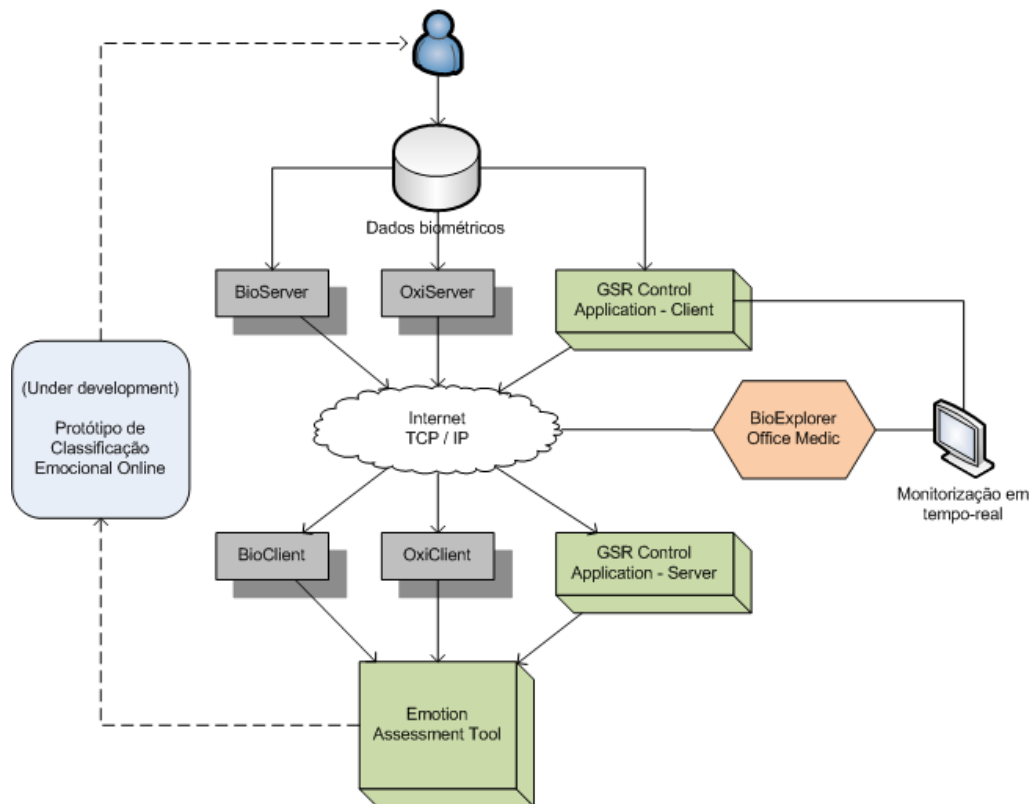 Dados biométricos
BioServer
OxiServer
GSR Control
Application - Client
(Under development)
Protótipo de
Classificação
Emocional Online
Internet
TCP / IP
BioExplorer
Office Medic
Monitorização em
tempo-real
BioClient
OxiClient
GSR Control
Application - Server
Emotion
Assessment Tool